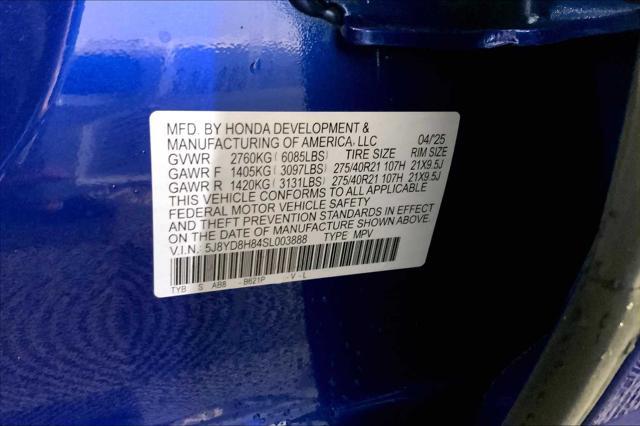 MFD. BY HONDA DEVELOPMENT &
MANUFACTURING OF AMERICA, LLC 04/'25
GVWR 2760KG ( 6085LBS) TIRE SIZE RIM SIZE
GAWR F 1405KG ( 3097LBS) 275/40R21 107H 21X9.5J
GAWR R 1420KG ( 3131LBS) 275/40R21 107H 21X9.5J
THIS VEHICLE CONFORMS TO ALL APPLICABLE
FEDERAL MOTOR VEHICLE SAFETY
AND THEFT PREVENTION STANDARDS IN EFFECT
ON THE DATE OF MANUFACTURE SHOWN ABOVE.
V.I.N.: 5J8YD8H84SL003888 TYPE MPV
TYB S AB8 - B621P - V - L